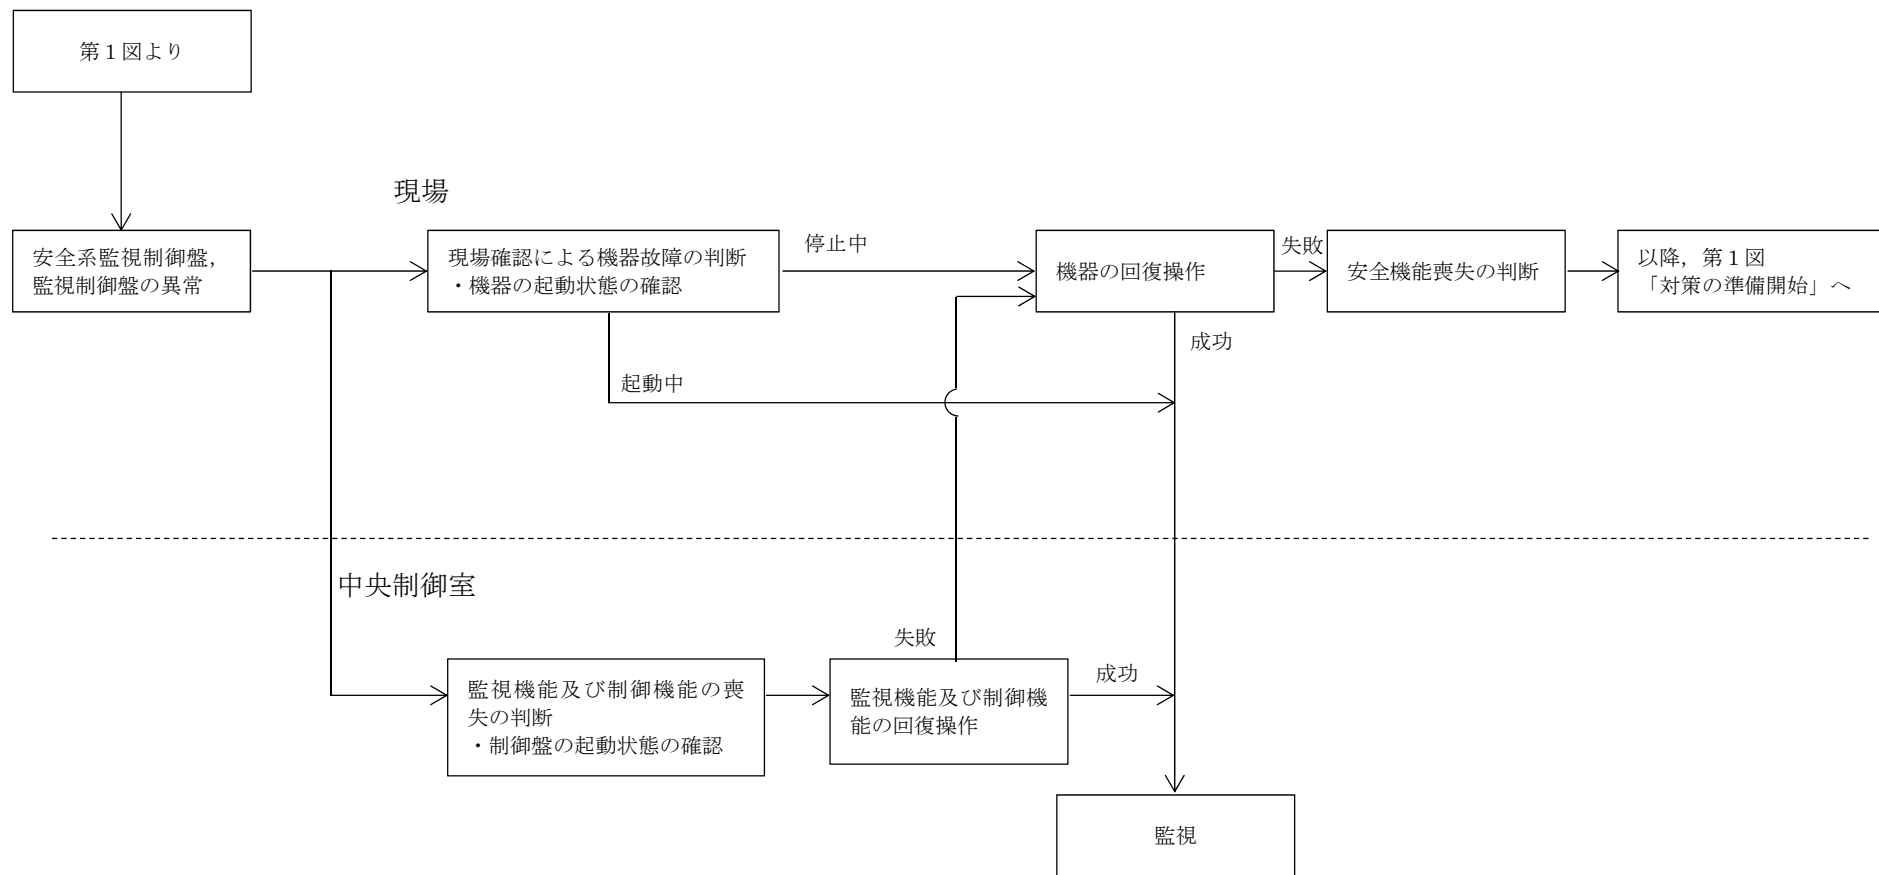 第1図より
現場
安全系監視制御盤,
監視制御盤の異常
現場確認による機器故障の判断
・機器の起動状態の確認
停止中
機器の回復操作
失敗
安全機能喪失の判断
以降,第1図
「対策の準備開始」へ
成功
起動中
中央制御室
失敗
監視機能及び制御機能の喪
失の判断
・制御盤の起動状態の確認
監視機能及び制御機
能の回復操作
成功
監視